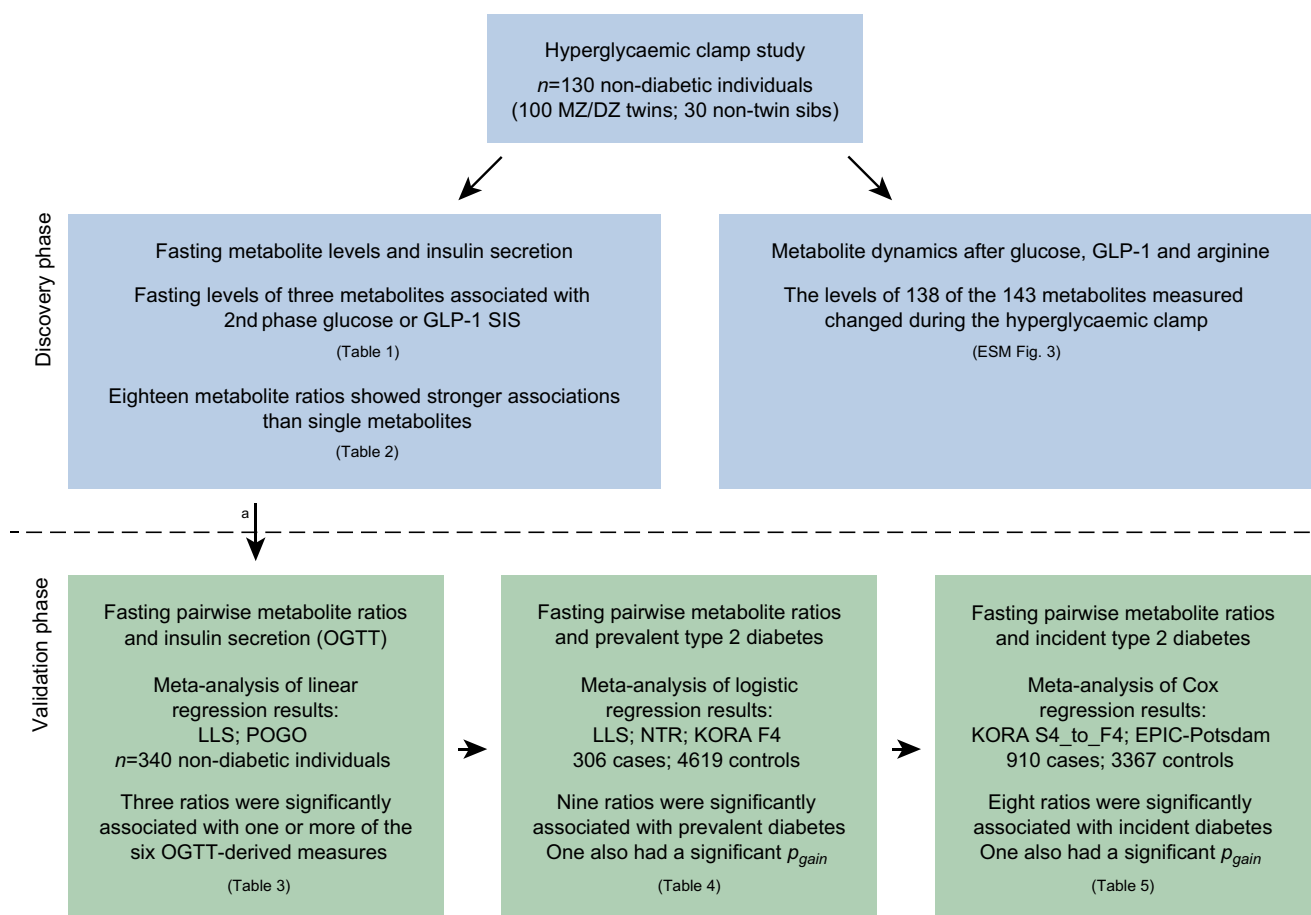 Hyperglycaemic clamp study
n=130 non-diabetic individuals
(100 MZ/DZ twins; 30 non-twin sibs)
Discovery phase
Fasting metabolite levels and insulin secretion
Fasting levels of three metabolites associated with
2nd phase glucose or GLP-1 SIS
(Table 1)
Eighteen metabolite ratios showed stronger associations
than single metabolites
(Table 2)
Metabolite dynamics after glucose, GLP-1 and arginine
The levels of 138 of the 143 metabolites measured
changed during the hyperglycaemic clamp
(ESM Fig. 3)
a
Validation phase
Fasting pairwise metabolite ratios
and insulin secretion (OGTT)
Meta-analysis of linear
regression results:
LLS; POGO
n=340 non-diabetic individuals
Three ratios were significantly
associated with one or more of the
six OGTT-derived measures
(Table 3)
Fasting pairwise metabolite ratios
and prevalent type 2 diabetes
Meta-analysis of logistic
regression results:
LLS; NTR; KORA F4
306 cases; 4619 controls
Nine ratios were significantly
associated with prevalent diabetes
One also had a significant p_gain
(Table 4)
Fasting pairwise metabolite ratios
and incident type 2 diabetes
Meta-analysis of Cox
regression results:
KORA S4_to_F4; EPIC-Potsdam
910 cases; 3367 controls
Eight ratios were significantly
associated with incident diabetes
One also had a significant p_gain
(Table 5)